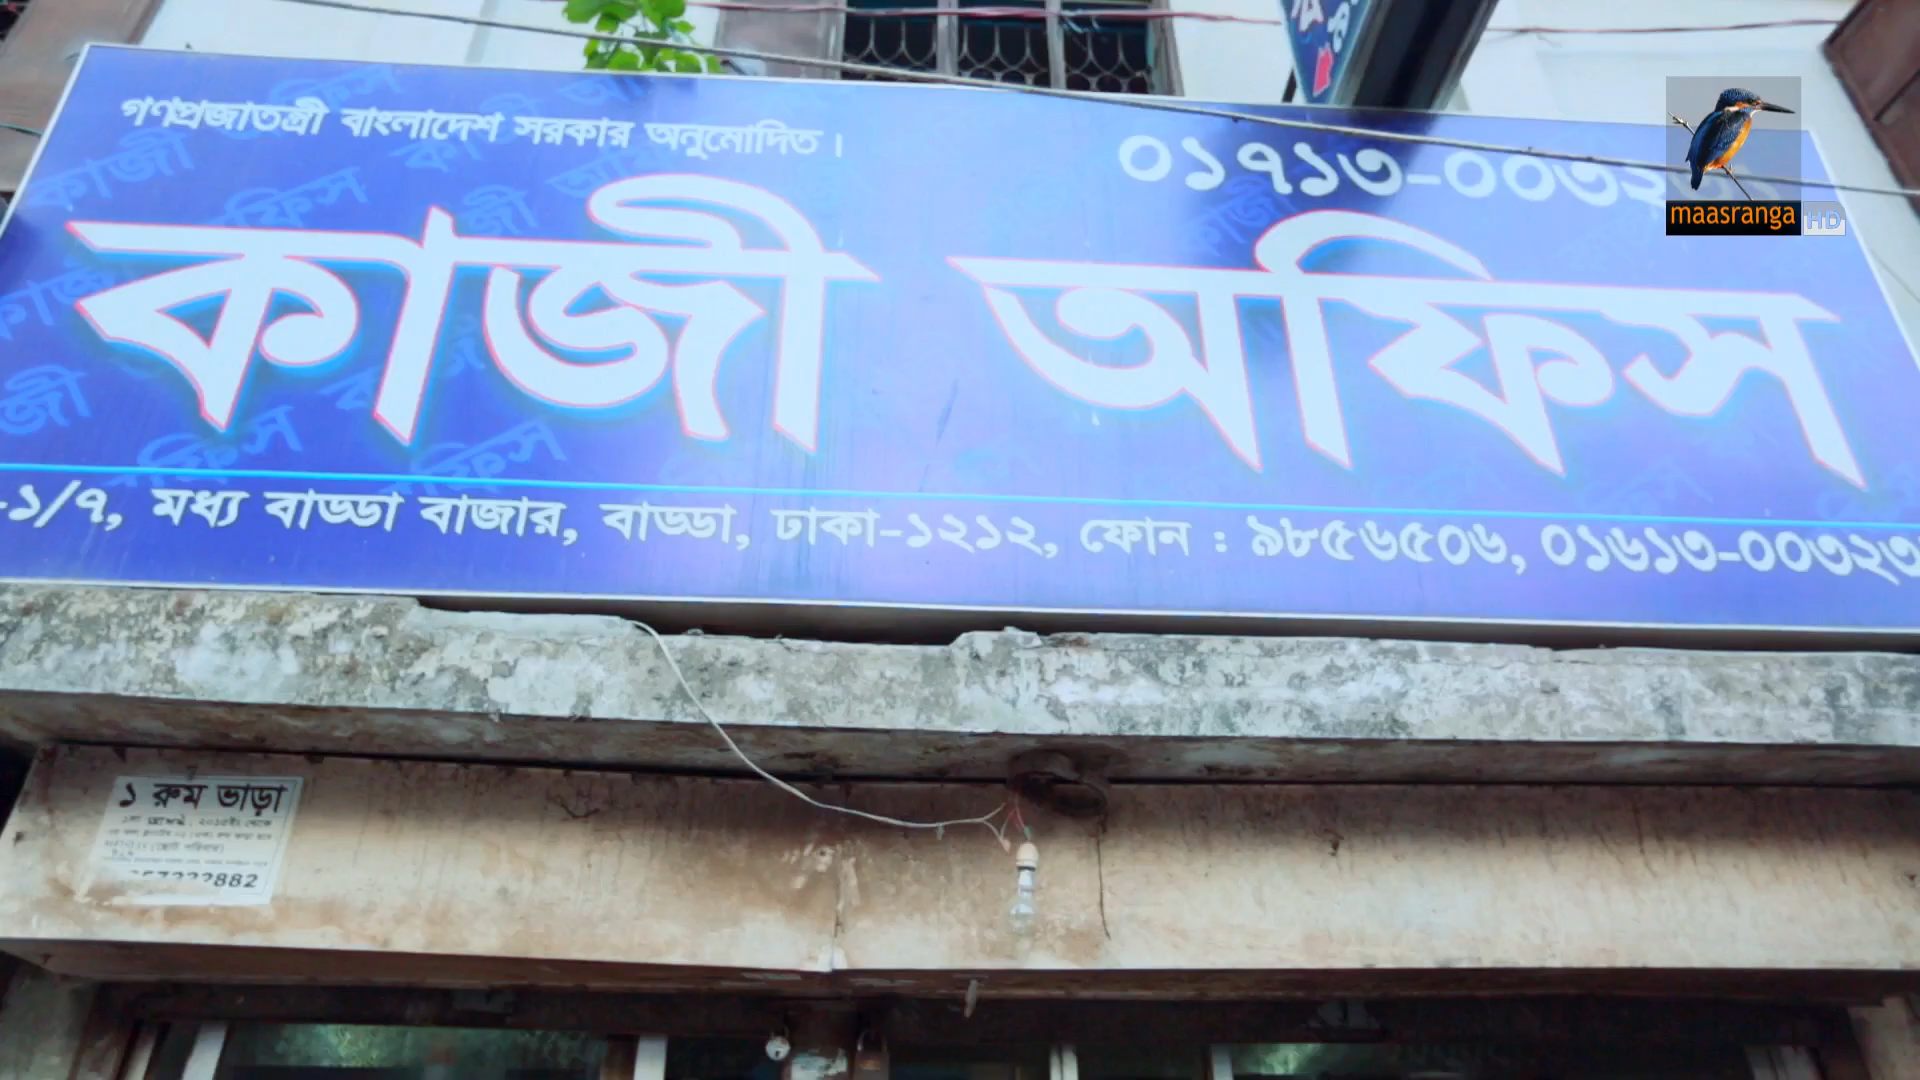 গণপ্রজাতন্ত্রী বাংলাদেশ সরকার অনুমোদিত।
০১৭১৩-০০৩২
maasranga HD
কাজী অফিস
-১/৭, মধ্য বাড্ডা বাজার, বাড্ডা, ঢাকা-১২১২, ফোন : ৯৮৫৬৫০৬, ০১৬১৩-০০৩২৩
১ রুম ভাড়া